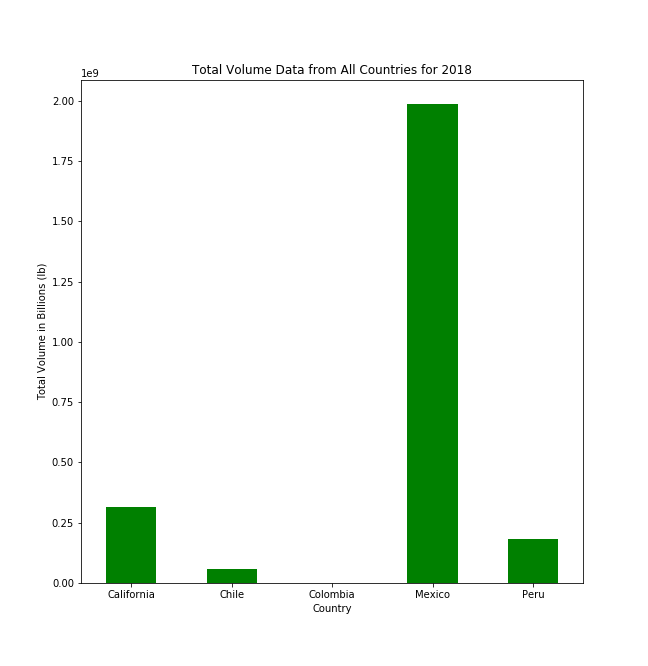 Total Volume Data from All Countries for 2018
1e9
2.00
1.75
1.50
1.25
1.00
0.75
0.50
0.25
0.00
Total Volume in Billions (lb)
California Chile Colombia Mexico Peru
Country